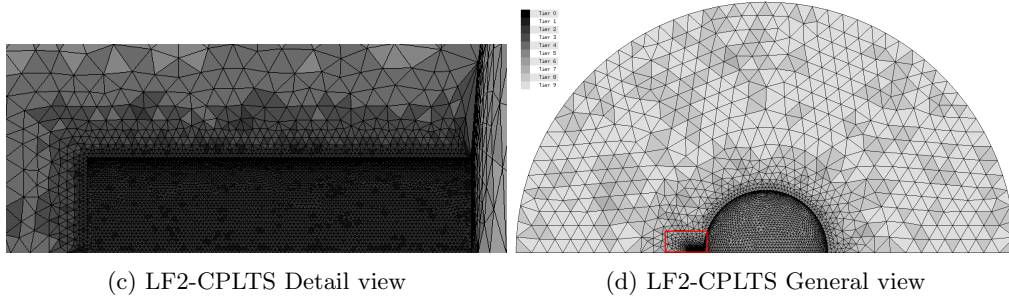 Tier 0
Tier 1
Tier 2
Tier 3
Tier 4
Tier 5
Tier 6
Tier 7
Tier 8
Tier 9
(c) LF2-CPLTS Detail view
(d) LF2-CPLTS General view